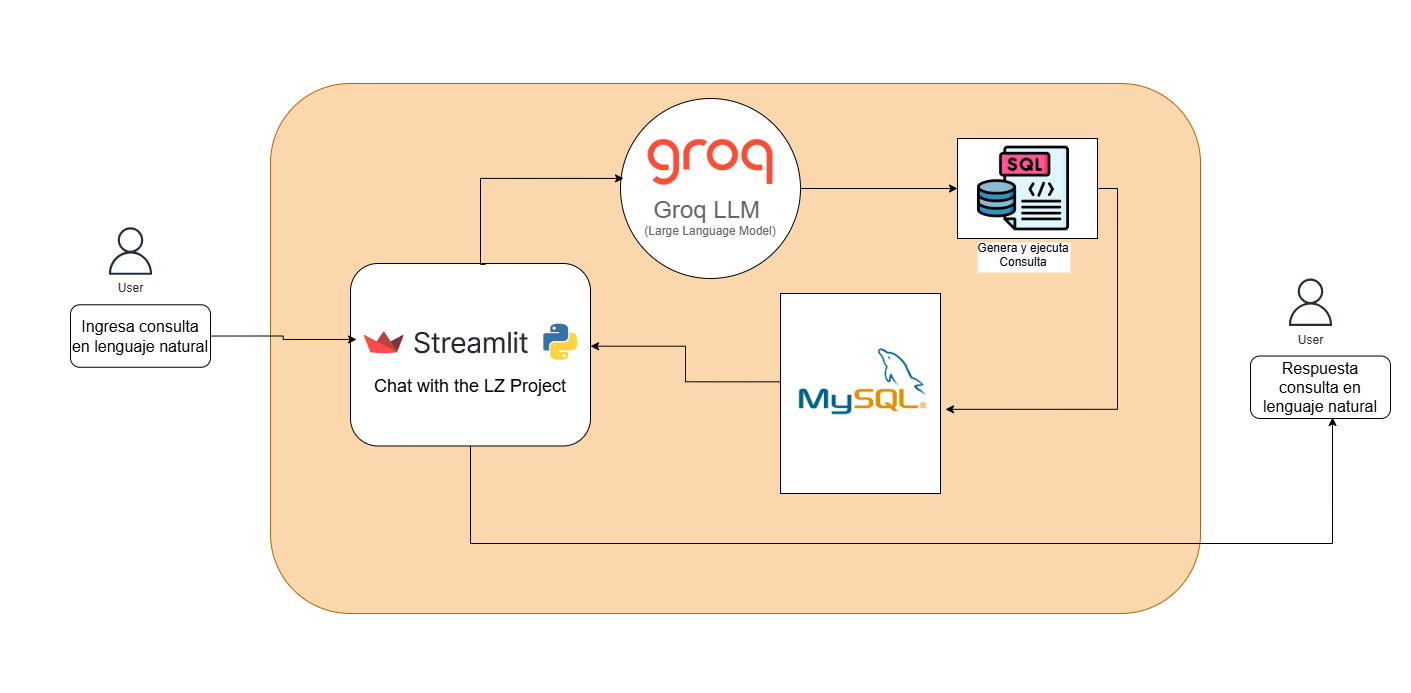 User
Ingresa consulta
en lenguaje natural
Streamlit
Chat with the LZ Project
groq
Groq LLM
(Large Language Model)
SQL
</>
Genera y ejecuta
Consulta
MySQL®
User
Respuesta
consulta en
lenguaje natural